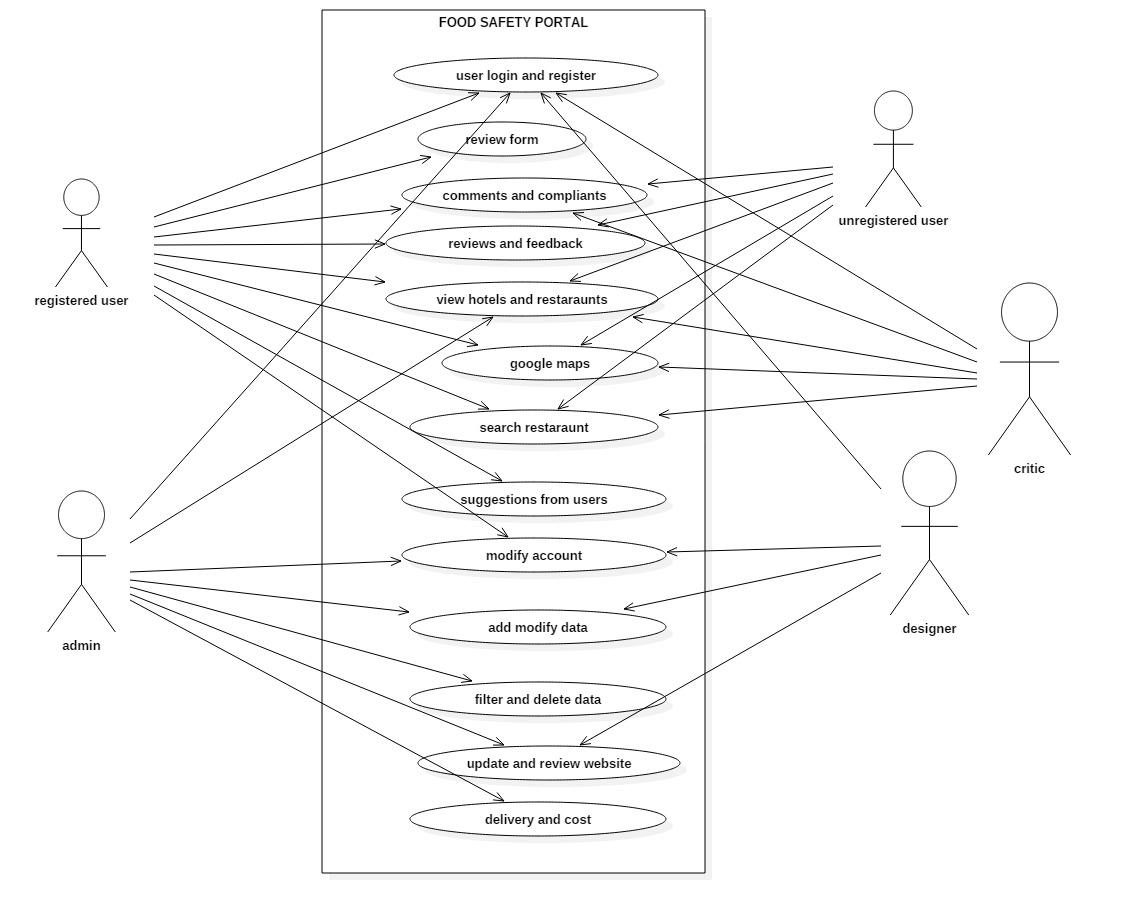 FOOD SAFETY PORTAL
user login and register
review form
comments and compliants
reviews and feedback
view hotels and restaraunts
google maps
search restaraunt
suggestions from users
modify account
add modify data
filter and delete data
update and review website
delivery and cost
registered user
admin
unregistered user
critic
designer